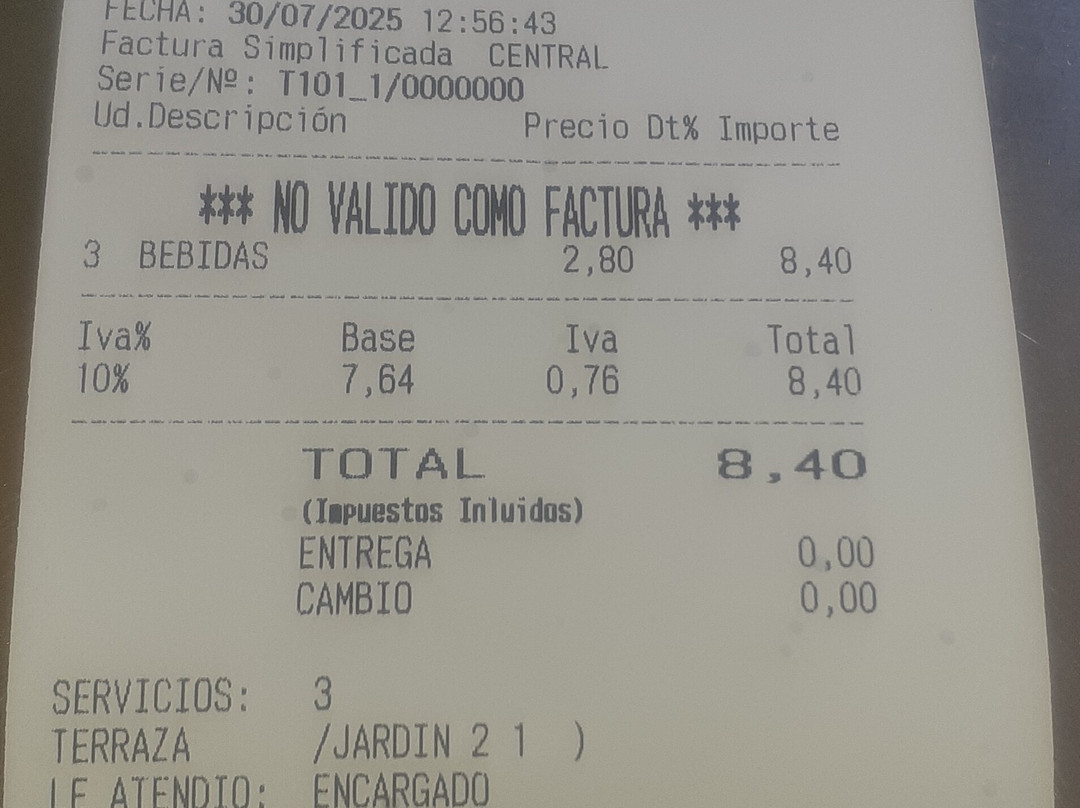 FECHA: 30/07/2025 12:56:43
Factura Simplificada CENTRAL
Serie/Nº: T101_1/0000000
Ud.Descripción Precio Dt% Importe
*** NO VALIDO COMO FACTURA ***
3 BEBIDAS 2,80 8,40
Iva% Base Iva Total
10% 7,64 0,76 8,40
TOTAL 8,40
(Impuestos Inluidos)
ENTREGA 0,00
CAMBIO 0,00
SERVICIOS: 3
TERRAZA /JARDIN 2 1 )
LE ATENDIO: ENCARGADO